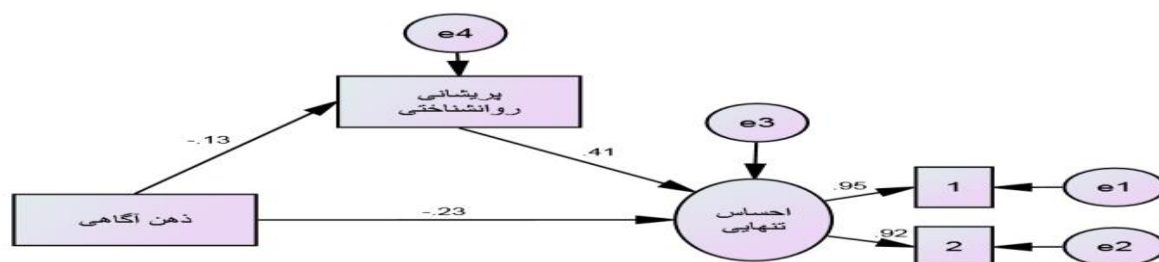 e4
پریشانی
روانشناختی
-.13
.41
e3
ذهن آگاهی
-.23
احساس
تنهایی
.95
1
e1
.92
2
e2